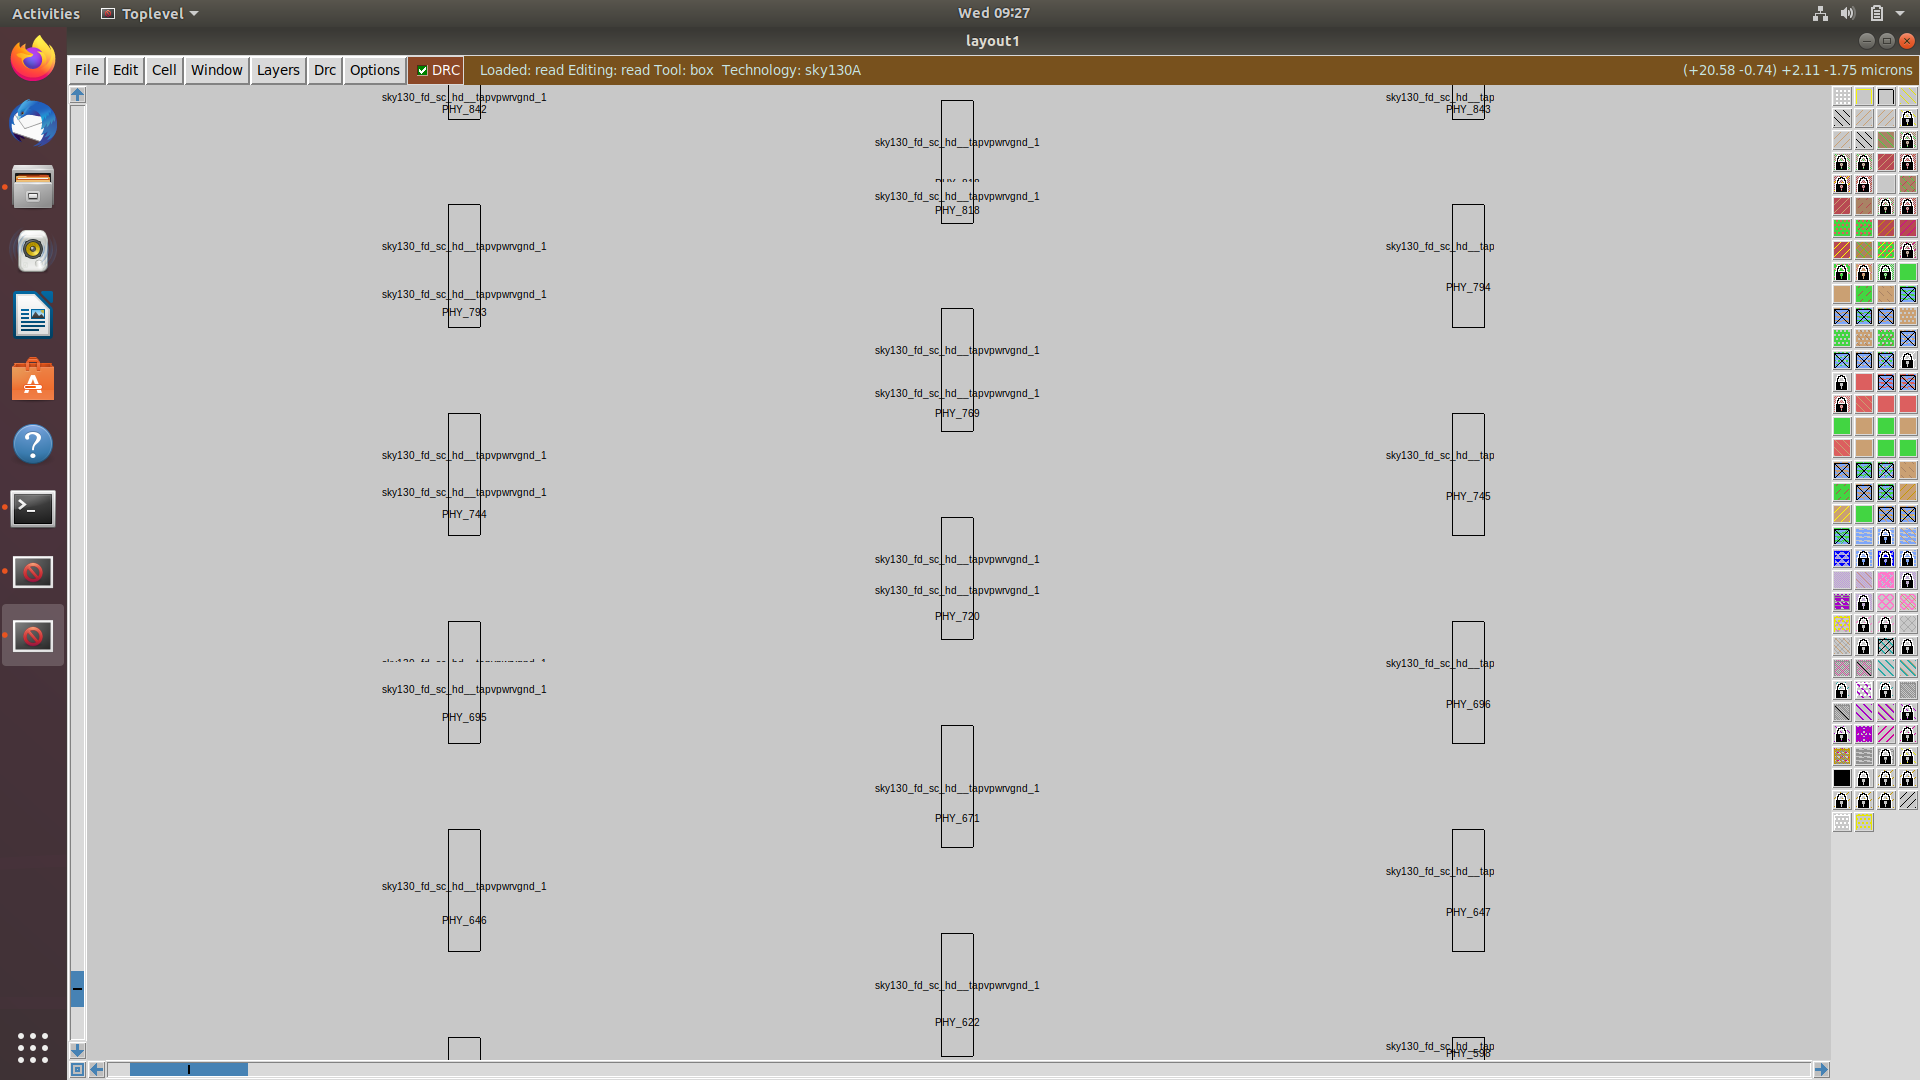 Activities Toplevel Wed 09:27
layout1
File Edit Cell Window Layers Drc Options DRC Loaded: read Editing: read Tool: box Technology: sky130A (+20.58 -0.74) +2.11 -1.75 microns
sky130_fd_sc_hd__tapvpwrvgnd_1 sky130_fd_sc_hd__tap
PHY_842 PHY_843
sky130_fd_sc_hd__tapvpwrvgnd_1
PHY_818
sky130_fd_sc_hd__tapvpwrvgnd_1
PHY_818
sky130_fd_sc_hd__tapvpwrvgnd_1 sky130_fd_sc_hd__tap
PHY_794
sky130_fd_sc_hd__tapvpwrvgnd_1
PHY_793
sky130_fd_sc_hd__tapvpwrvgnd_1
sky130_fd_sc_hd__tapvpwrvgnd_1
PHY_769
sky130_fd_sc_hd__tapvpwrvgnd_1 sky130_fd_sc_hd__tap
sky130_fd_sc_hd__tapvpwrvgnd_1 PHY_745
PHY_744
sky130_fd_sc_hd__tapvpwrvgnd_1
sky130_fd_sc_hd__tapvpwrvgnd_1
PHY_720
sky130_fd_sc_hd__tap
sky130_fd_sc_hd__tapvpwrvgnd_1
PHY_696
PHY_695
sky130_fd_sc_hd__tapvpwrvgnd_1
PHY_671
sky130_fd_sc_hd__tap
sky130_fd_sc_hd__tapvpwrvgnd_1
PHY_647
PHY_646
sky130_fd_sc_hd__tapvpwrvgnd_1
PHY_622
sky130_fd_sc_hd__tap
PHY_598